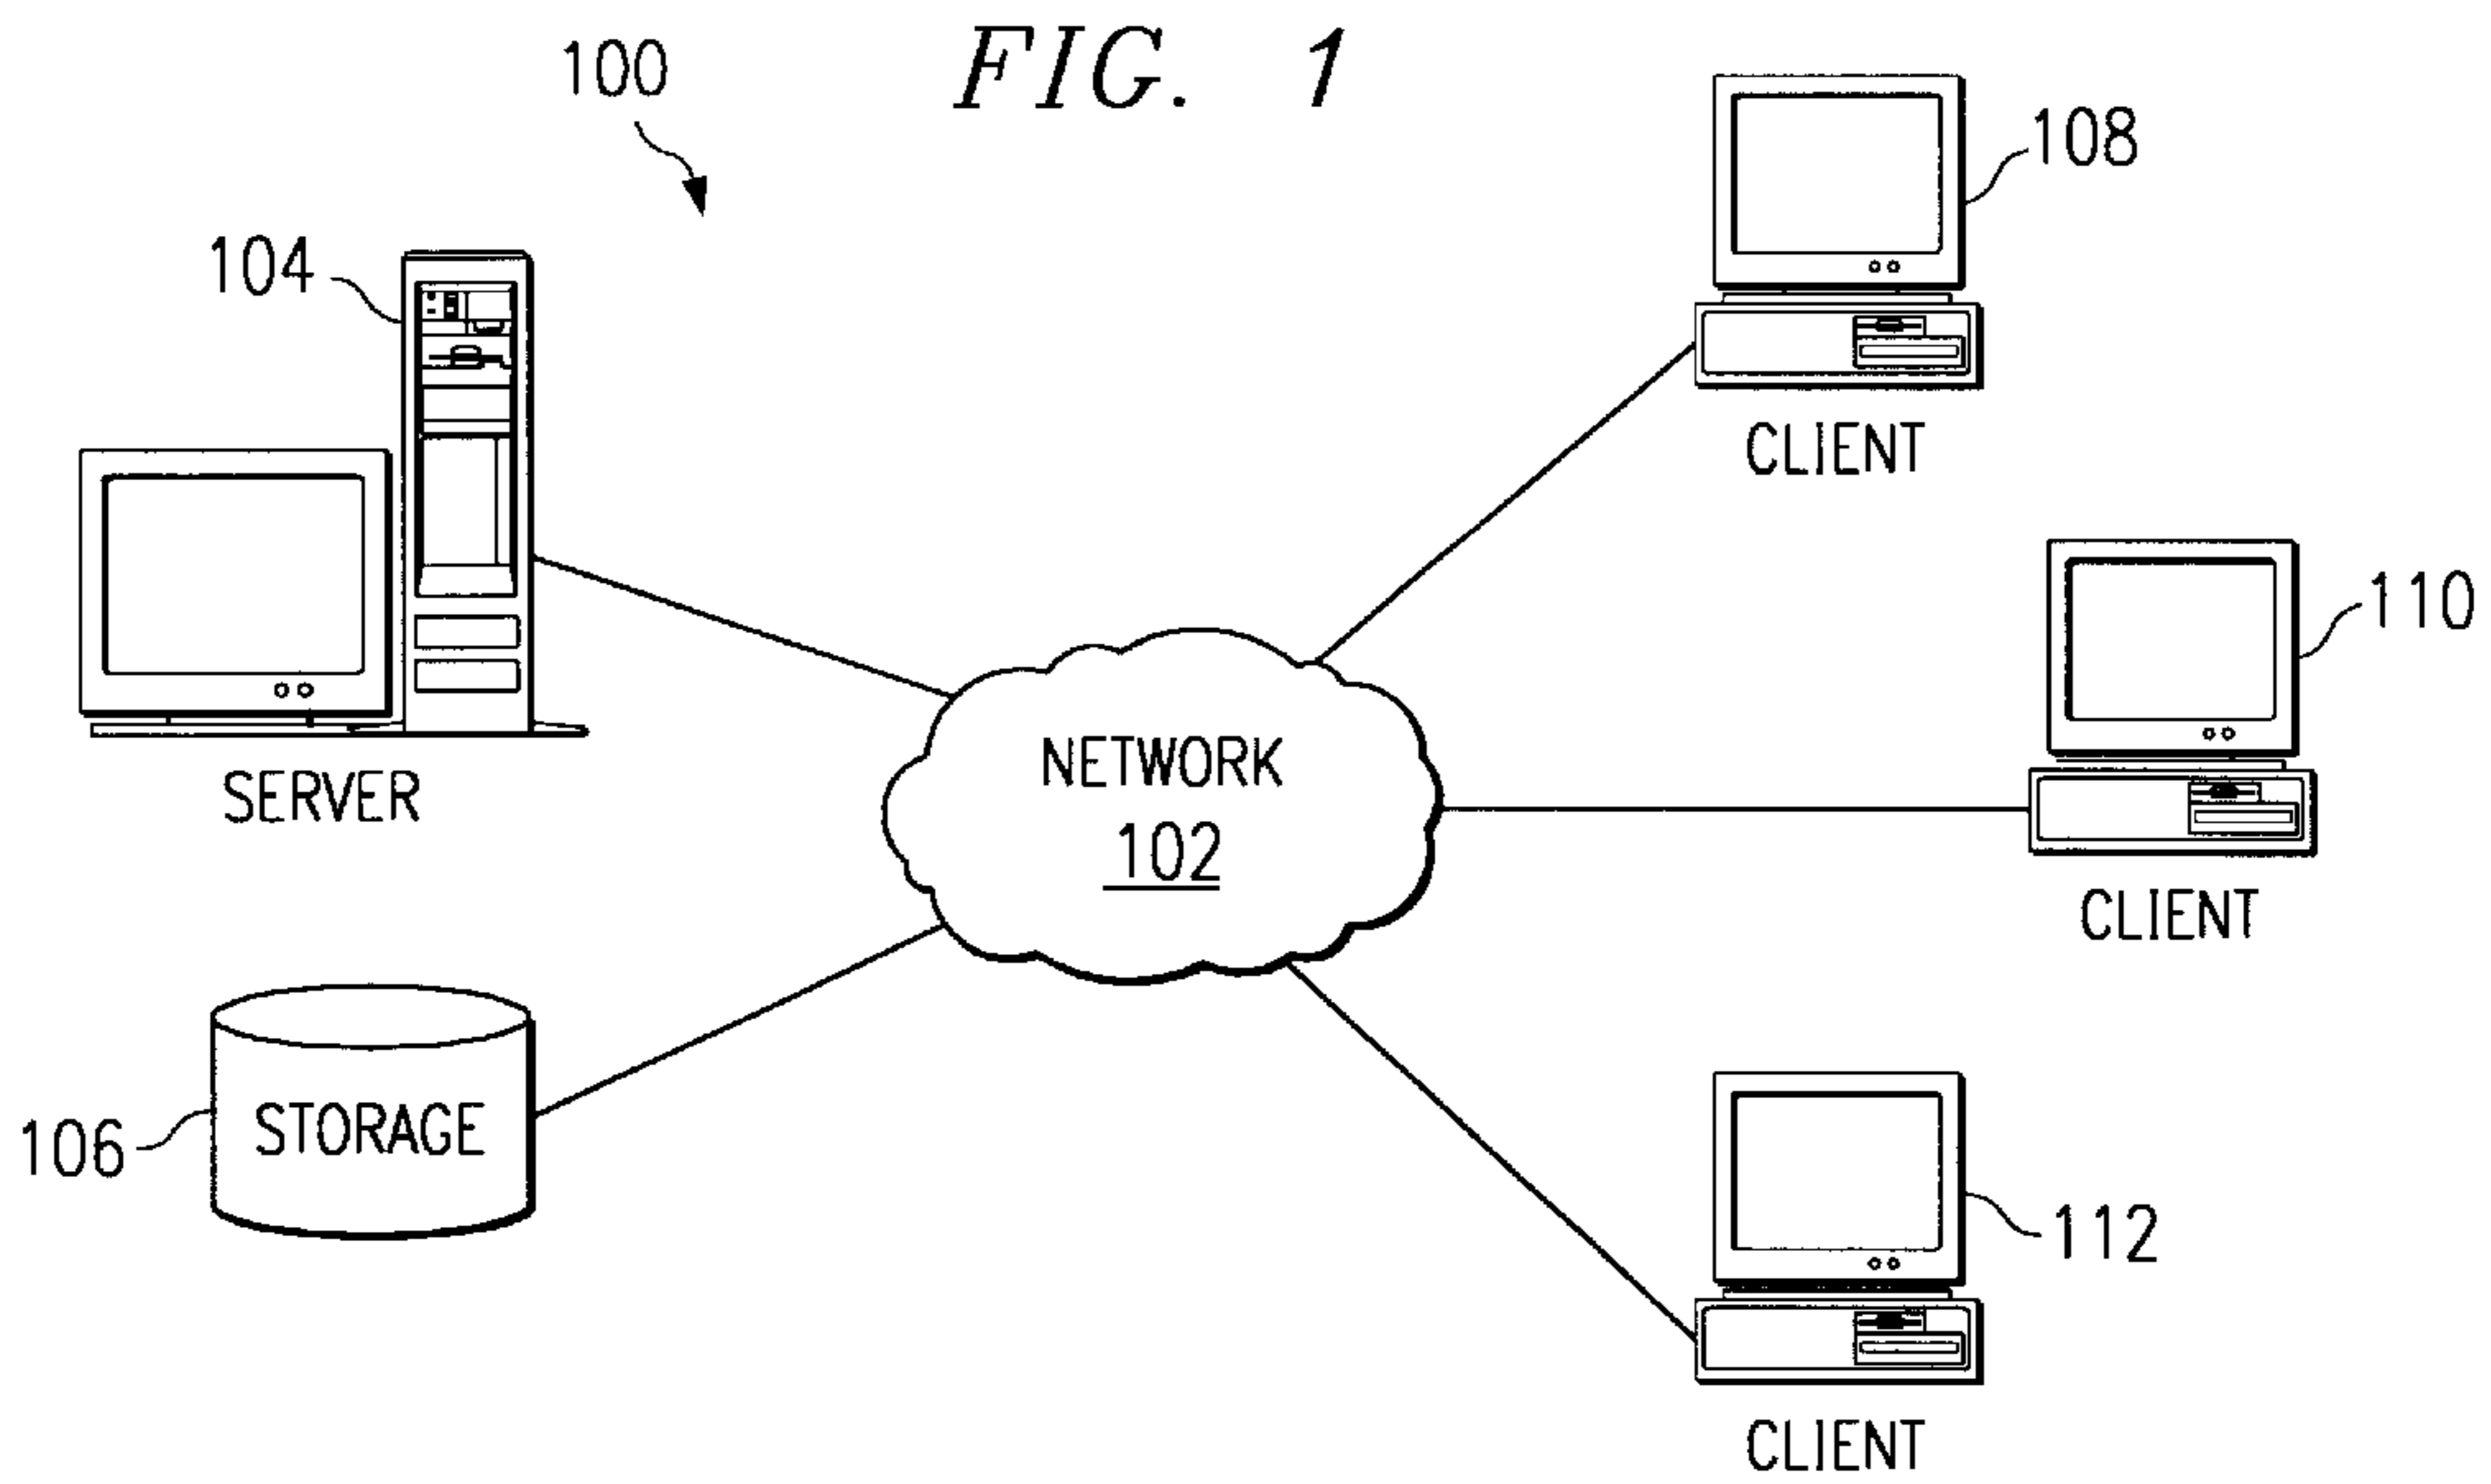 FIG. 1
100
108
104
CLIENT
110
SERVER
NETWORK
102
CLIENT
106
STORAGE
112
CLIENT